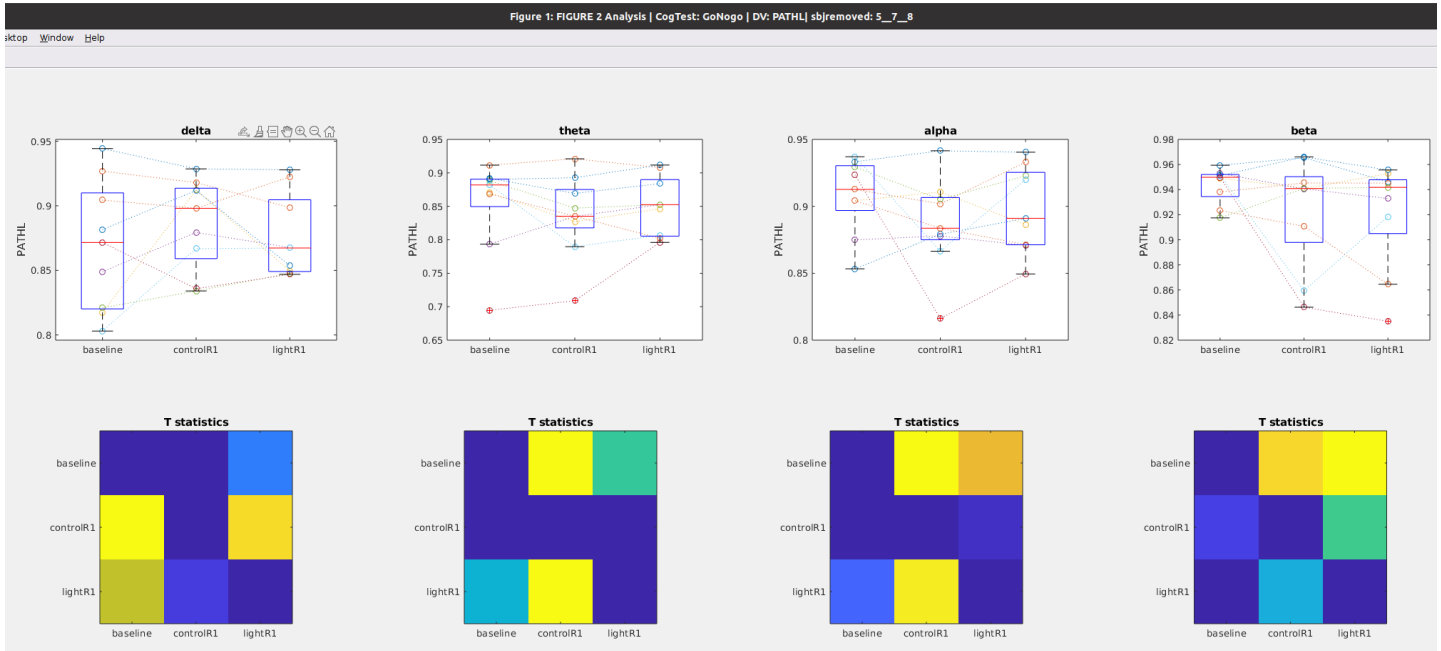 Figure 1: FIGURE 2 Analysis | CogTest: GoNogo | DV: PATHL| sbjremoved: 5__7__8
sktop Window Help
delta
0.95
0.9
0.85
0.8
PATHL
baseline controlR1 lightR1
theta
0.95
0.9
0.85
0.8
0.75
0.7
0.65
PATHL
baseline controlR1 lightR1
alpha
0.95
0.9
0.85
0.8
PATHL
baseline controlR1 lightR1
beta
0.98
0.96
0.94
0.92
0.9
0.88
0.86
0.84
0.82
PATHL
baseline controlR1 lightR1
T statistics
baseline
controlR1
lightR1
baseline controlR1 lightR1
T statistics
baseline
controlR1
lightR1
baseline controlR1 lightR1
T statistics
baseline
controlR1
lightR1
baseline controlR1 lightR1
T statistics
baseline
controlR1
lightR1
baseline controlR1 lightR1